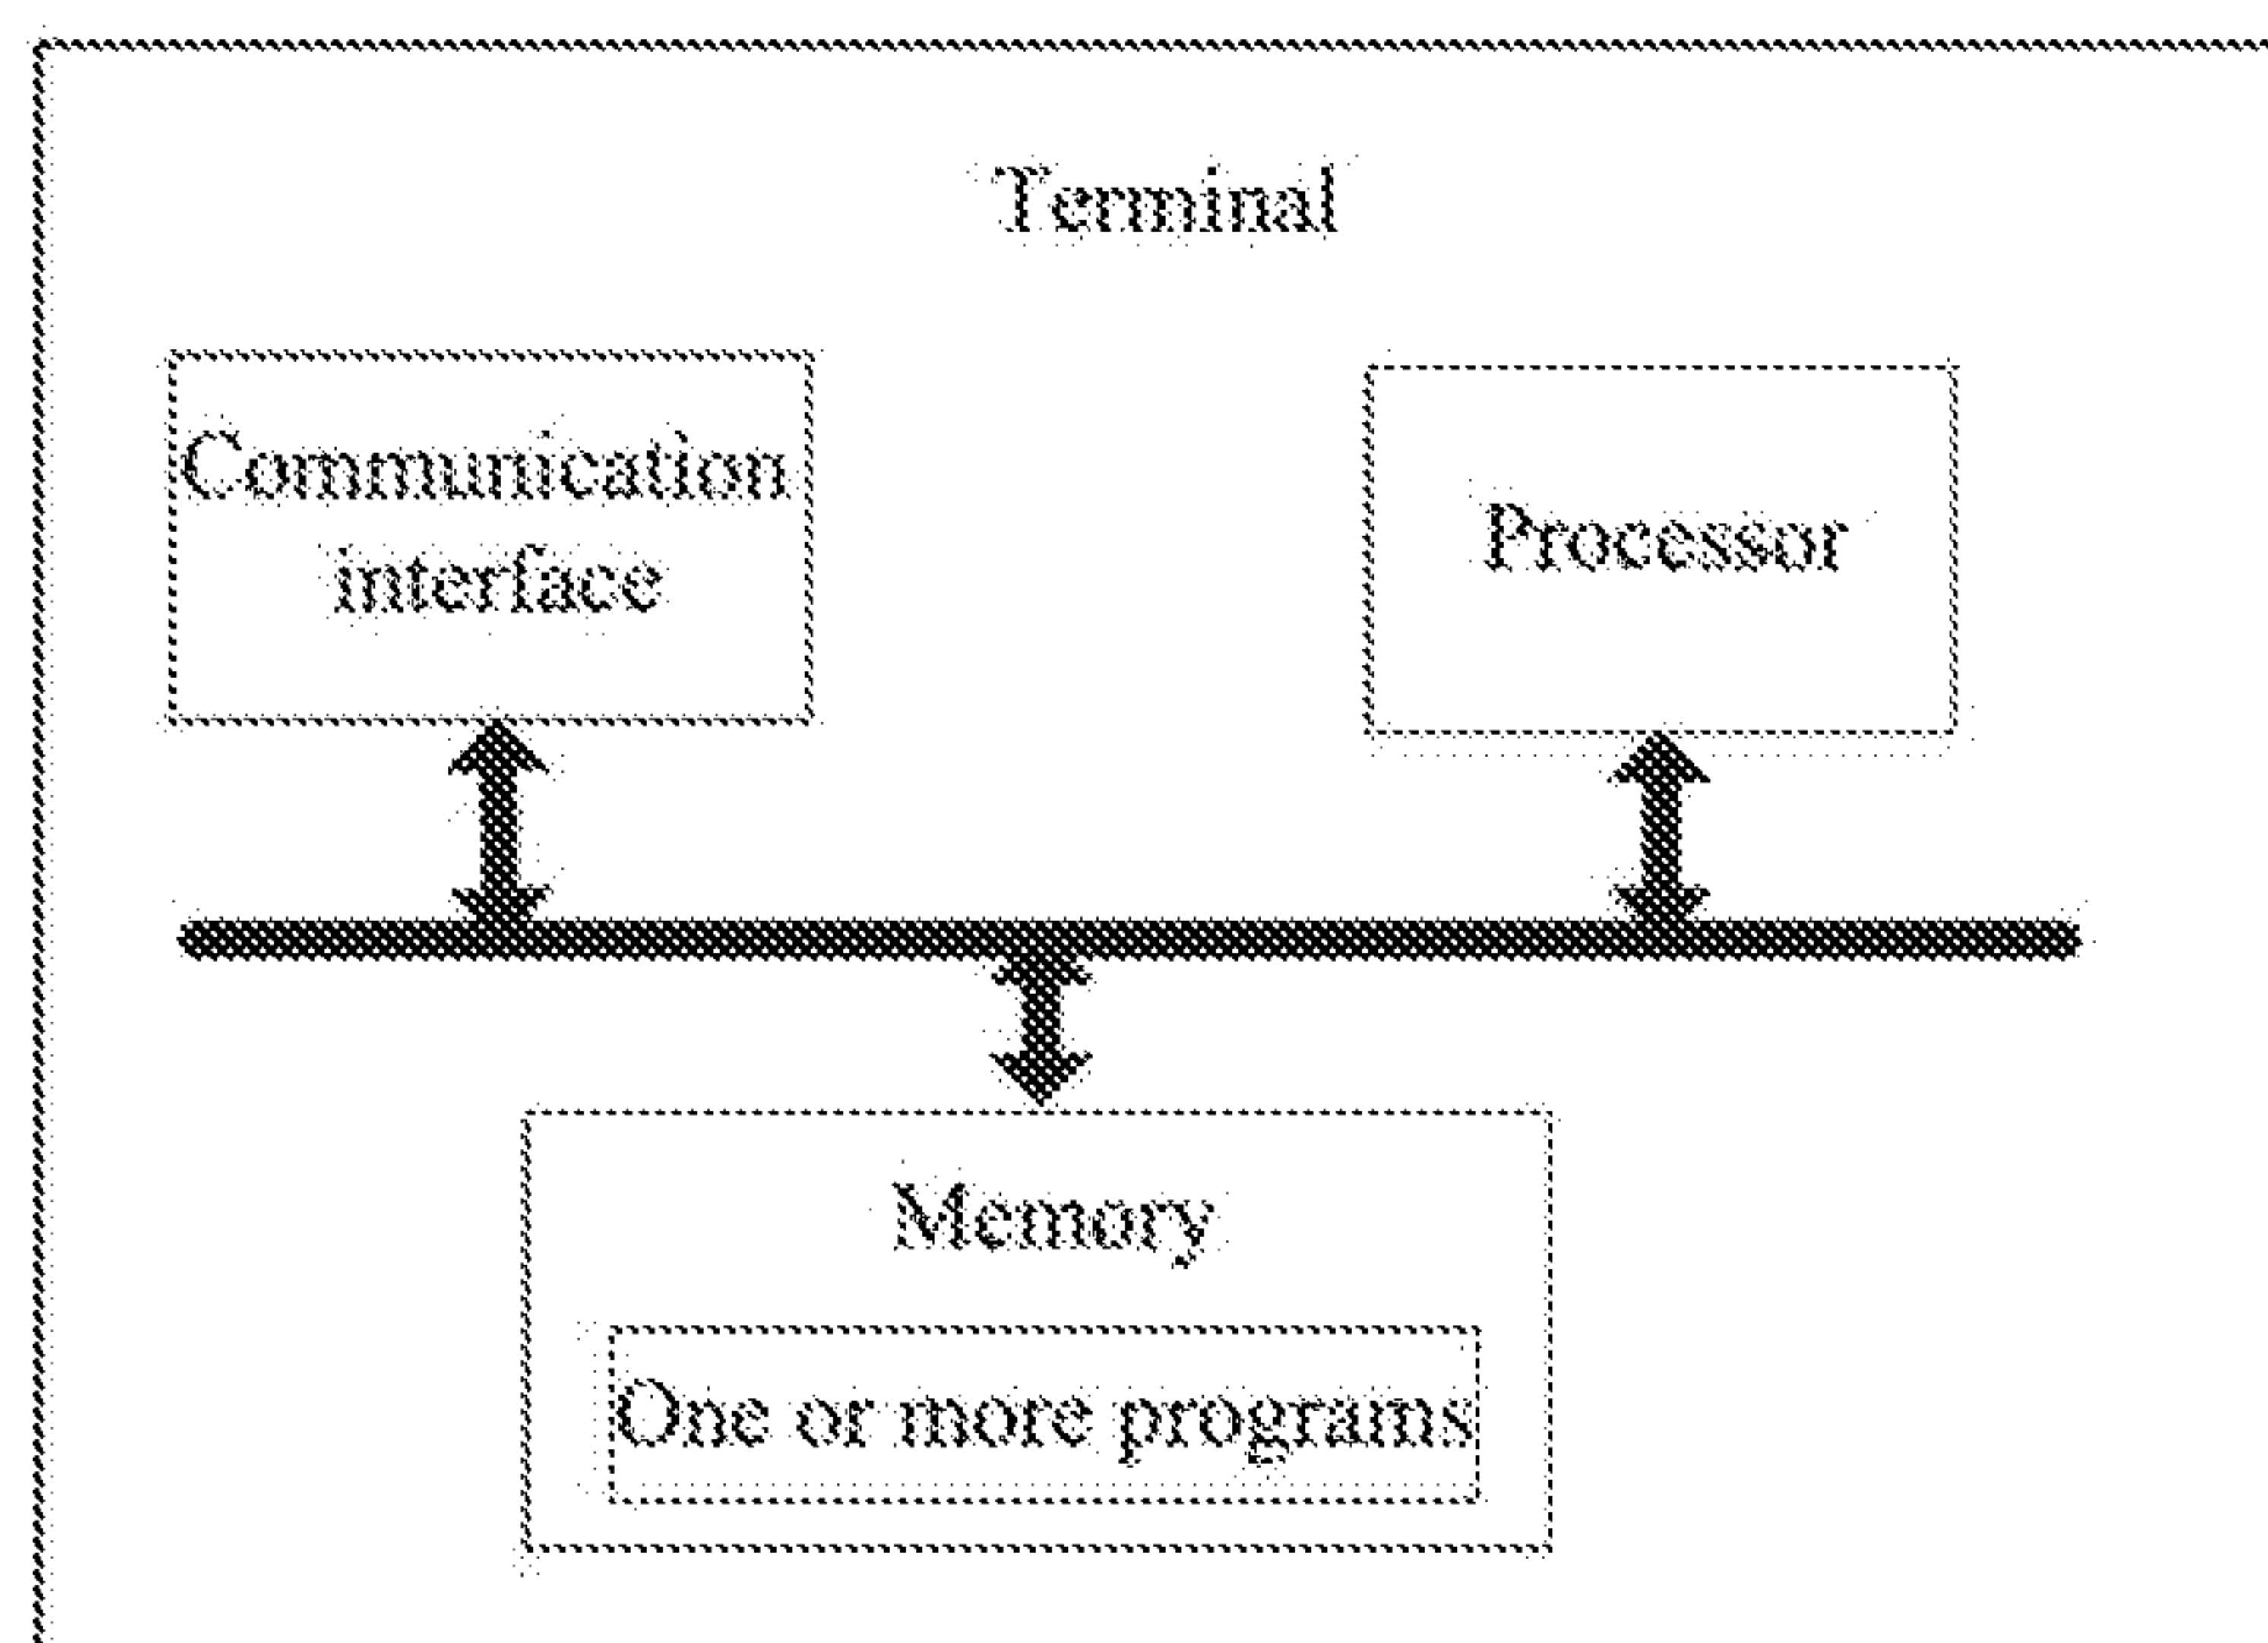 Terminal
Communication
interface
Processor
Memory
One or more programs